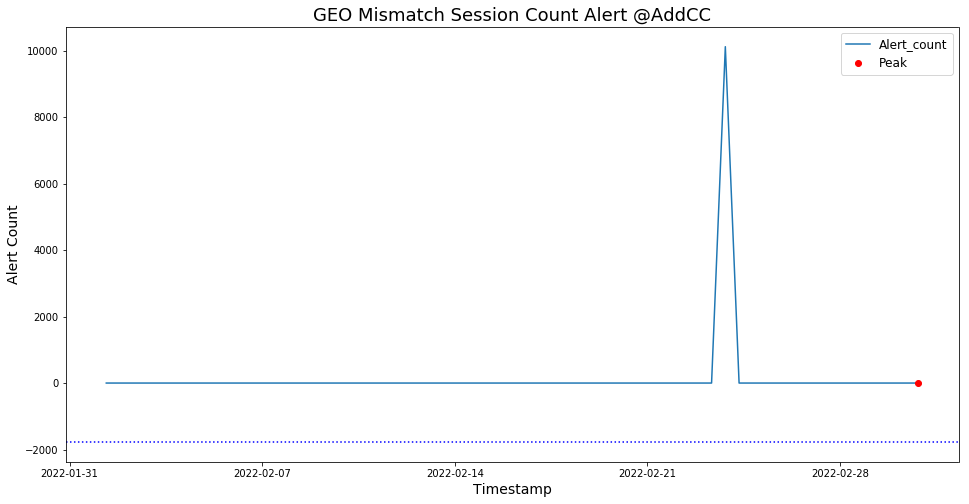 GEO Mismatch Session Count Alert @AddCC
Alert_count
Peak
10000
8000
6000
4000
2000
0
−2000
Alert Count
2022-01-31
2022-02-07
2022-02-14
2022-02-21
2022-02-28
Timestamp